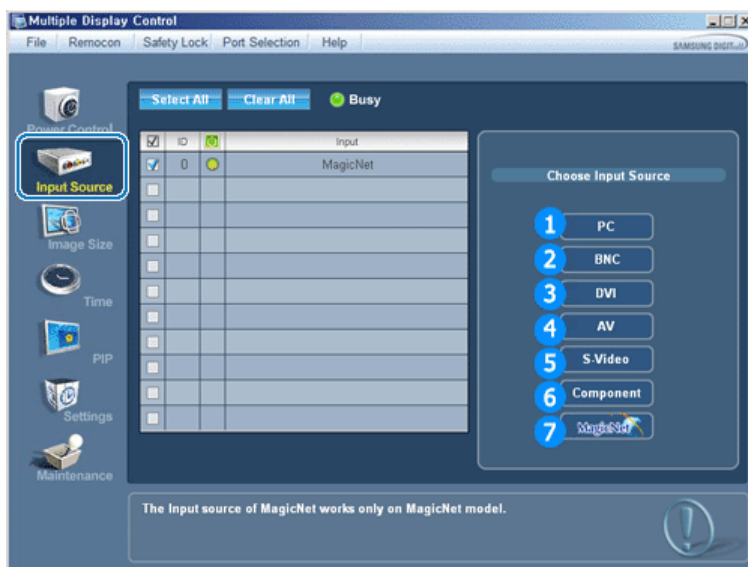 Multiple Display Control
File Remocon Safety Lock Port Selection Help
Select All Clear All Busy
Power Control
Input Source
Image Size
Time
PIP
Settings
Maintenance
ID Input
0 MagicNet
Choose Input Source
1 PC
2 BNC
3 DVI
4 AV
5 S-Video
6 Component
7 MagicNet
The Input source of MagicNet works only on MagicNet model.